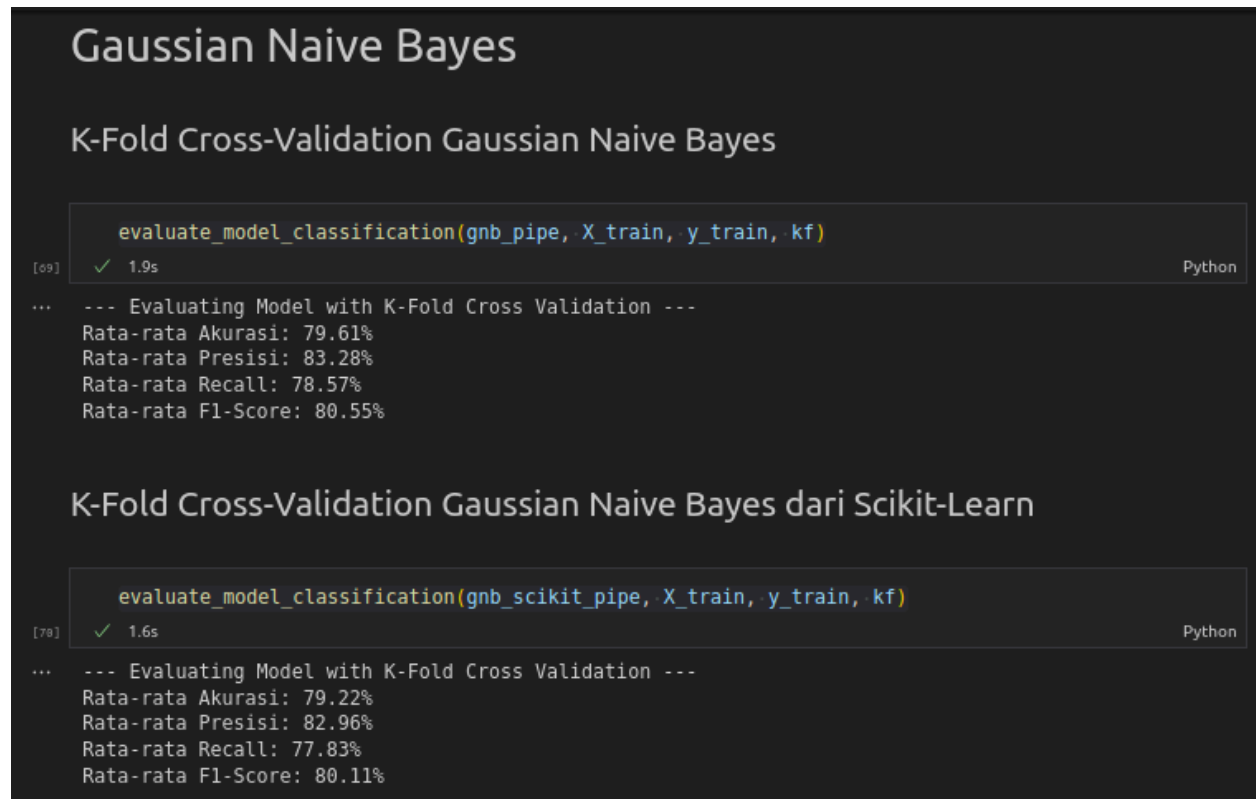 Gaussian Naive Bayes
K-Fold Cross-Validation Gaussian Naive Bayes
evaluate_model_classification(gnb_pipe, X_train, y_train, kf)
[69] ✓ 1.9s Python
... --- Evaluating Model with K-Fold Cross Validation ---
Rata-rata Akurasi: 79.61%
Rata-rata Presisi: 83.28%
Rata-rata Recall: 78.57%
Rata-rata F1-Score: 80.55%
K-Fold Cross-Validation Gaussian Naive Bayes dari Scikit-Learn
evaluate_model_classification(gnb_scikit_pipe, X_train, y_train, kf)
[70] ✓ 1.6s Python
... --- Evaluating Model with K-Fold Cross Validation ---
Rata-rata Akurasi: 79.22%
Rata-rata Presisi: 82.96%
Rata-rata Recall: 77.83%
Rata-rata F1-Score: 80.11%